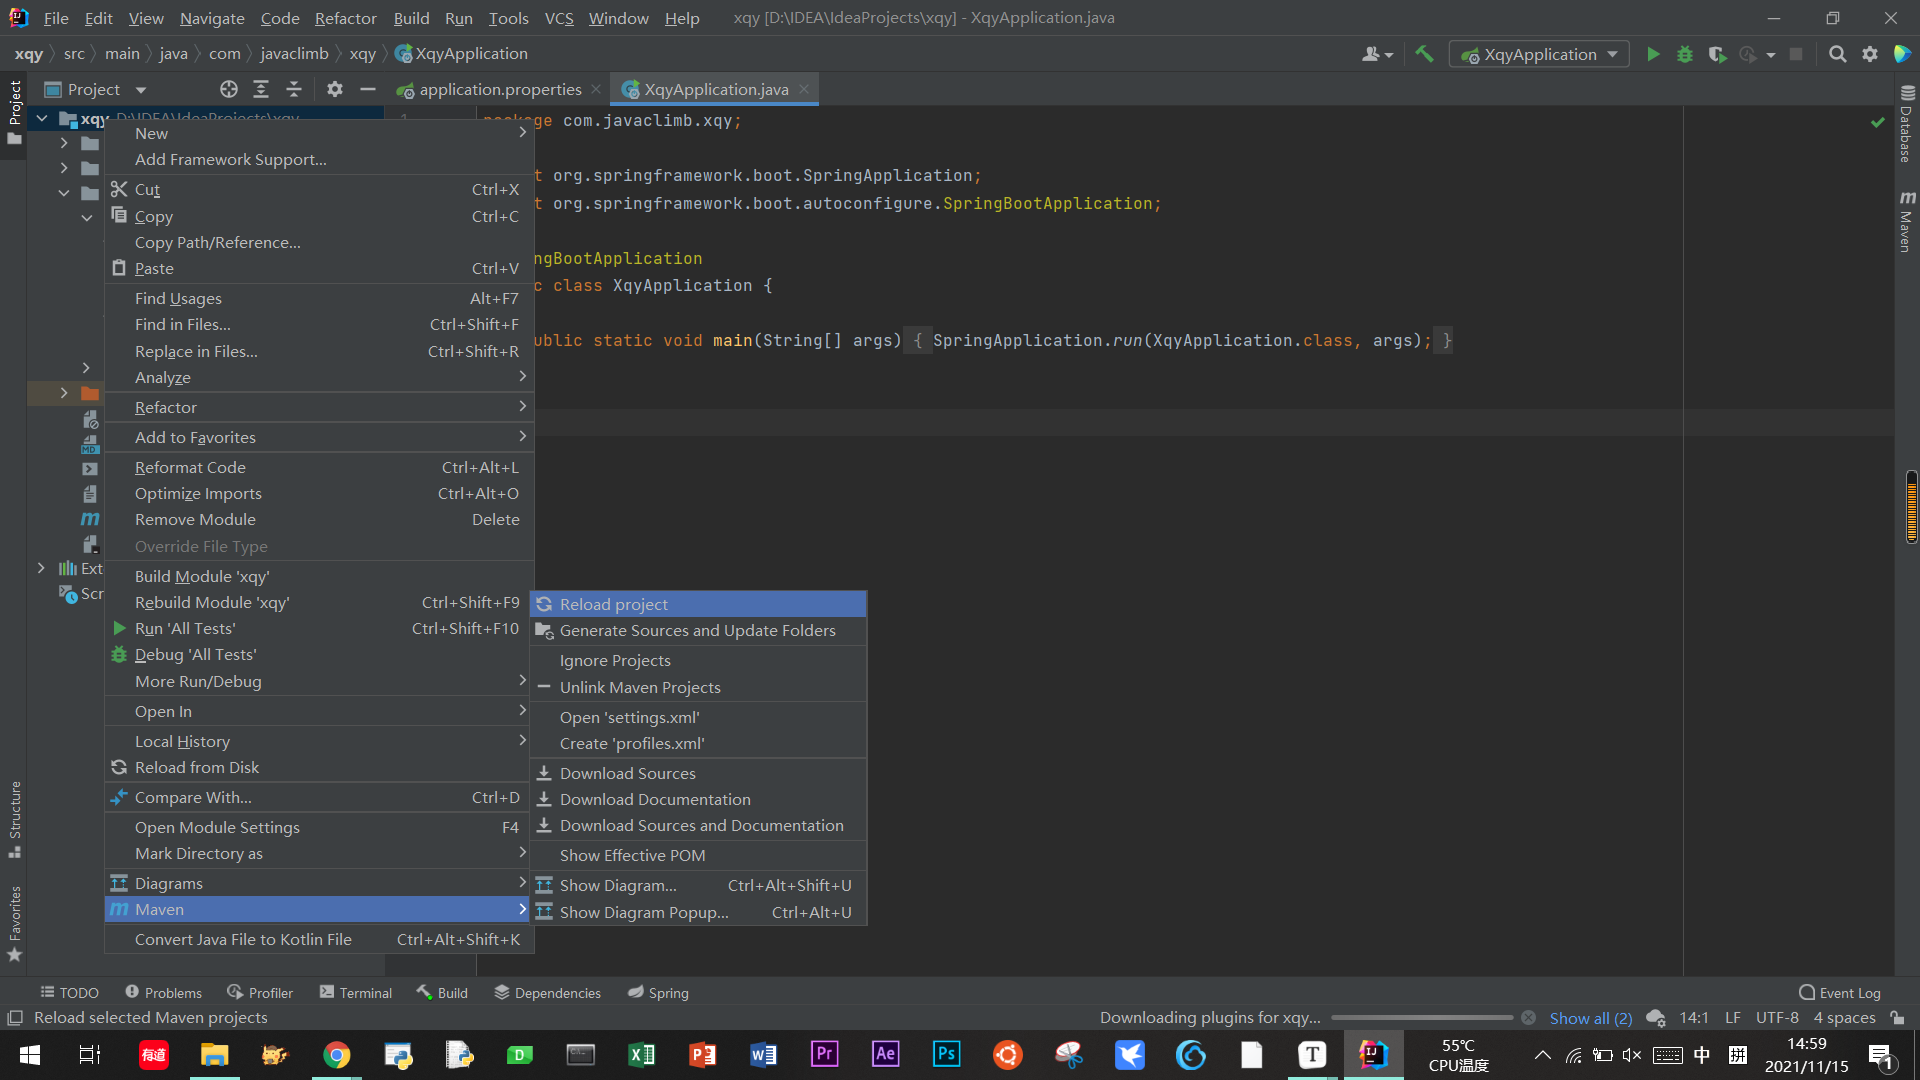 File Edit View Navigate Code Refactor Build Run Tools VCS Window Help xqy [D:\IDEA\IdeaProjects\xqy] - XqyApplication.java
xqy src main java com javaclimb xqy XqyApplication
XqyApplication
Project
application.properties
XqyApplication.java
Project
xqy D:\IDEA\IdeaProjects\xqy
Ext
Scr
Structure
Favorites
Database
Maven
1
New
Add Framework Support...
Cut Ctrl+X
Copy Ctrl+C
Copy Path/Reference...
Paste Ctrl+V
Find Usages Alt+F7
Find in Files... Ctrl+Shift+F
Replace in Files... Ctrl+Shift+R
Analyze
Refactor
Add to Favorites
Reformat Code Ctrl+Alt+L
Optimize Imports Ctrl+Alt+O
Remove Module Delete
Override File Type
Build Module 'xqy'
Rebuild Module 'xqy' Ctrl+Shift+F9
Run 'All Tests' Ctrl+Shift+F10
Debug 'All Tests'
More Run/Debug
Open In
Local History
Reload from Disk
Compare With... Ctrl+D
Open Module Settings F4
Mark Directory as
Diagrams
Maven
Convert Java File to Kotlin File Ctrl+Alt+Shift+K
Reload project
Generate Sources and Update Folders
Ignore Projects
Unlink Maven Projects
Open 'settings.xml'
Create 'profiles.xml'
Download Sources
Download Documentation
Download Sources and Documentation
Show Effective POM
Show Diagram... Ctrl+Alt+Shift+U
Show Diagram Popup... Ctrl+Alt+U
package com.javaclimb.xqy;
t org.springframework.boot.SpringApplication;
t org.springframework.boot.autoconfigure.SpringBootApplication;
ngBootApplication
c class XqyApplication {
ublic static void main(String[] args) { SpringApplication.run(XqyApplication.class, args); }
TODO Problems Profiler Terminal Build Dependencies Spring Event Log
Reload selected Maven projects Downloading plugins for xqy... Show all (2) 14:1 LF UTF-8 4 spaces
有道
Pr
Ae
Ps
T
55℃
CPU温度
中
拼
14:59
2021/11/15
1